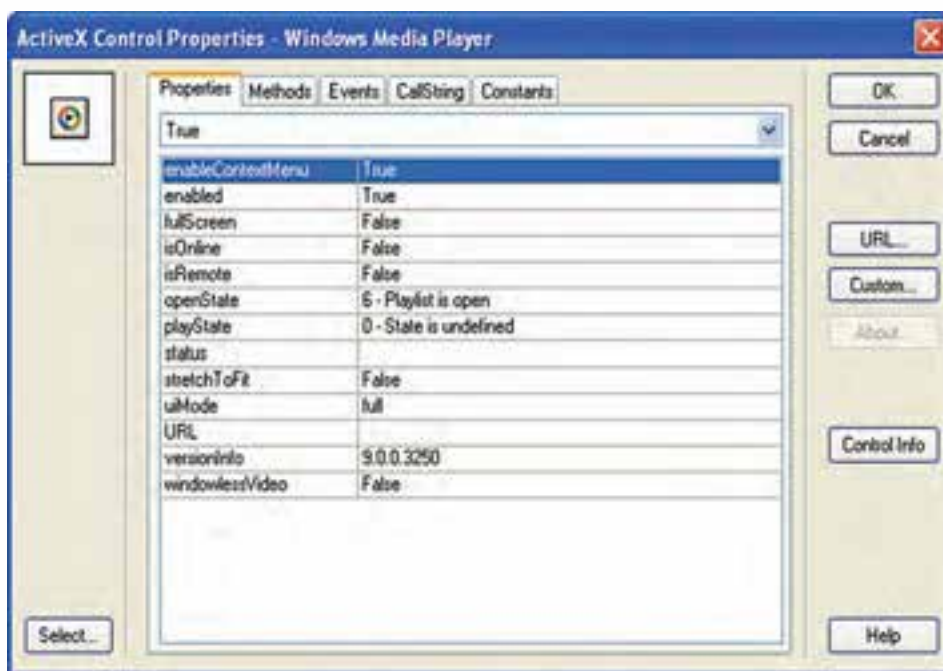 ActiveX Control Properties - Windows Media Player
Properties Methods Events CallString Constants
True
enableContextMenu True
enabled True
fullScreen False
isOnline False
isRemote False
openState 6 - Playlist is open
playState 0 - State is undefined
status
stretchToFit False
uiMode full
URL
versionInfo 9.0.0.3250
windowlessVideo False
OK
Cancel
URL...
Custom...
About...
Control Info
Select...
Help